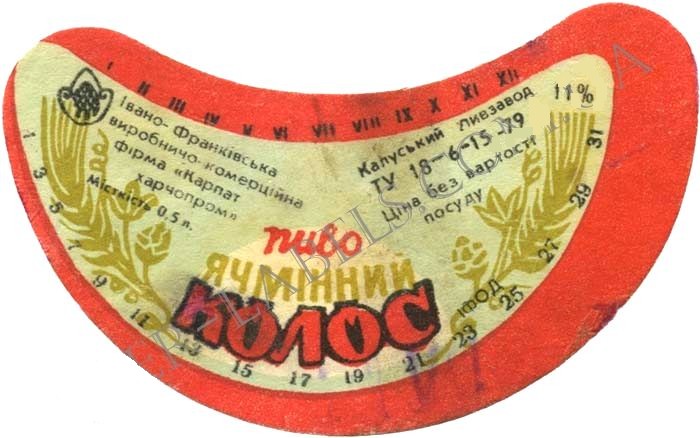 I II III IV V VI VII VIII IX X XI XII
Івано-Франківська
виробничо-комерційна
фірма «Карпат
харчопром»
Місткість 0,5 л.
Калуський пивзавод 11%
ТУ 18-6-15-79
Ціна без вартості
посуду
пиво
ЯЧМІННИЙ
КОЛОС
1 3 5 7 9 11 13 15 17 19 21 23 25 27 29 31